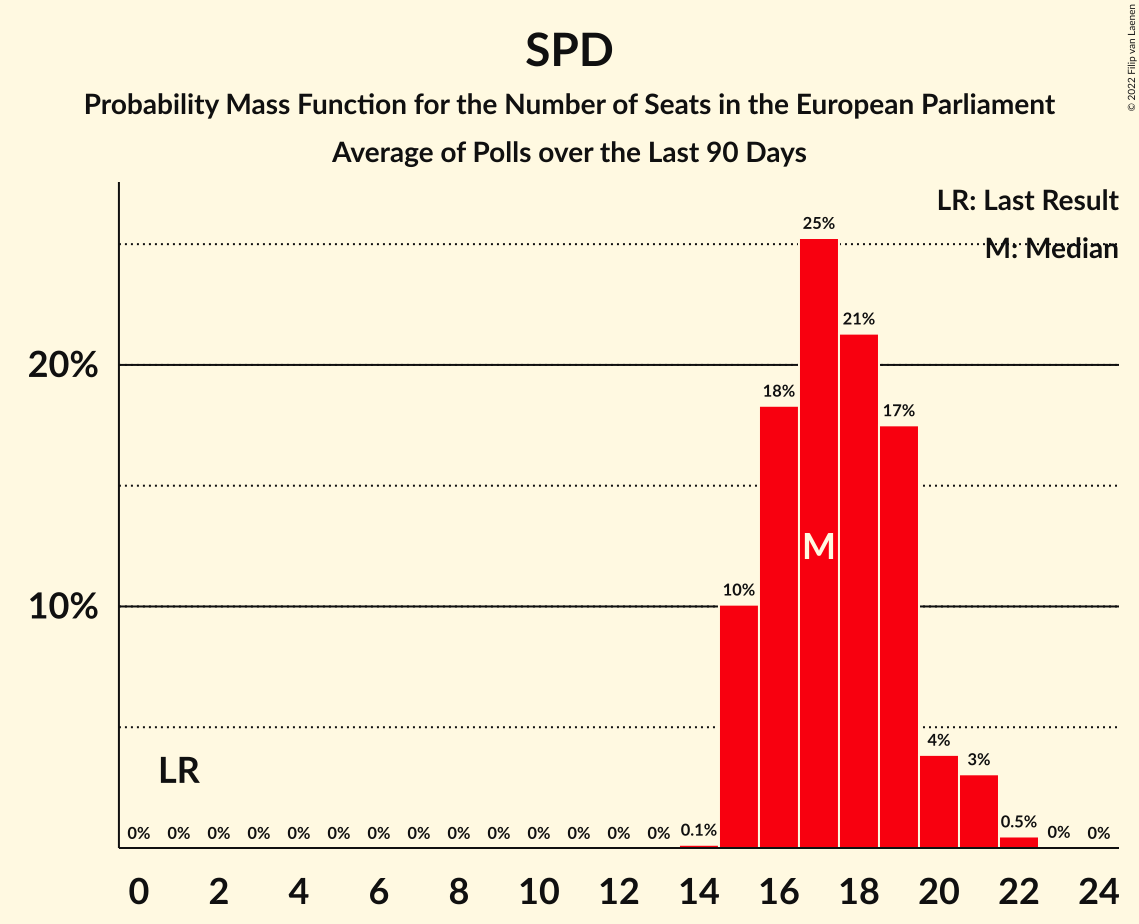 SPD
Probability Mass Function for the Number of Seats in the European Parliament
Average of Polls over the Last 90 Days
© 2022 Filip van Laenen
LR: Last Result
M: Median
25%
21%
20%
18%
17%
M
10%
10%
4%
3%
LR
0% 0% 0% 0% 0% 0% 0% 0% 0% 0% 0% 0% 0% 0% 0.1% 0.5% 0% 0%
0 2 4 6 8 10 12 14 16 18 20 22 24